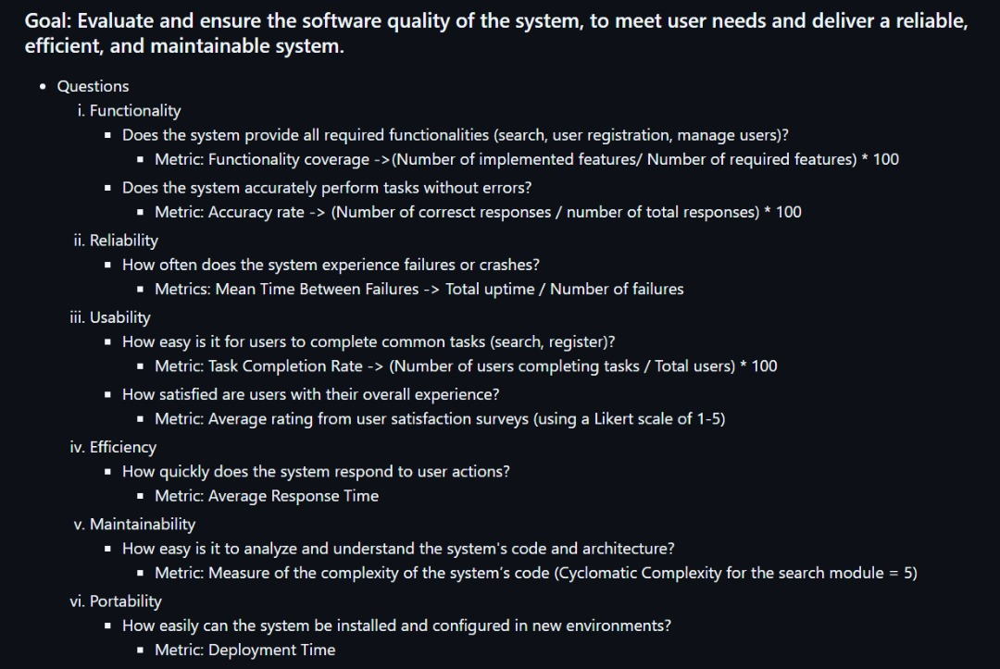 Goal: Evaluate and ensure the software quality of the system, to meet user needs and deliver a reliable,
efficient, and maintainable system.
• Questions
i. Functionality
▪ Does the system provide all required functionalities (search, user registration, manage users)?
▪ Metric: Functionality coverage ->(Number of implemented features/ Number of required features) * 100
▪ Does the system accurately perform tasks without errors?
▪ Metric: Accuracy rate -> (Number of corresct responses / number of total responses) * 100
ii. Reliability
▪ How often does the system experience failures or crashes?
▪ Metrics: Mean Time Between Failures -> Total uptime / Number of failures
iii. Usability
▪ How easy is it for users to complete common tasks (search, register)?
▪ Metric: Task Completion Rate -> (Number of users completing tasks / Total users) * 100
▪ How satisfied are users with their overall experience?
▪ Metric: Average rating from user satisfaction surveys (using a Likert scale of 1-5)
iv. Efficiency
▪ How quickly does the system respond to user actions?
▪ Metric: Average Response Time
v. Maintainability
▪ How easy is it to analyze and understand the system's code and architecture?
▪ Metric: Measure of the complexity of the system's code (Cyclomatic Complexity for the search module = 5)
vi. Portability
▪ How easily can the system be installed and configured in new environments?
▪ Metric: Deployment Time